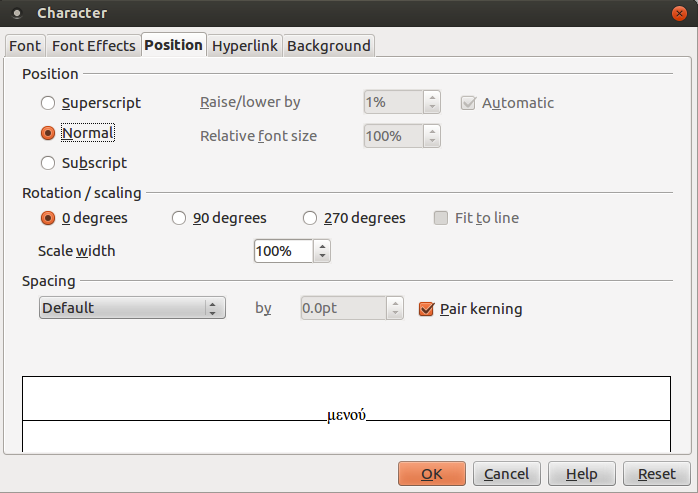 Character
Font Font Effects Position Hyperlink Background
Position
Superscript Raise/lower by 1% Automatic
Normal Relative font size 100%
Subscript
Rotation / scaling
0 degrees 90 degrees 270 degrees Fit to line
Scale width 100%
Spacing
Default by 0.0pt Pair kerning
μενού
OK Cancel Help Reset